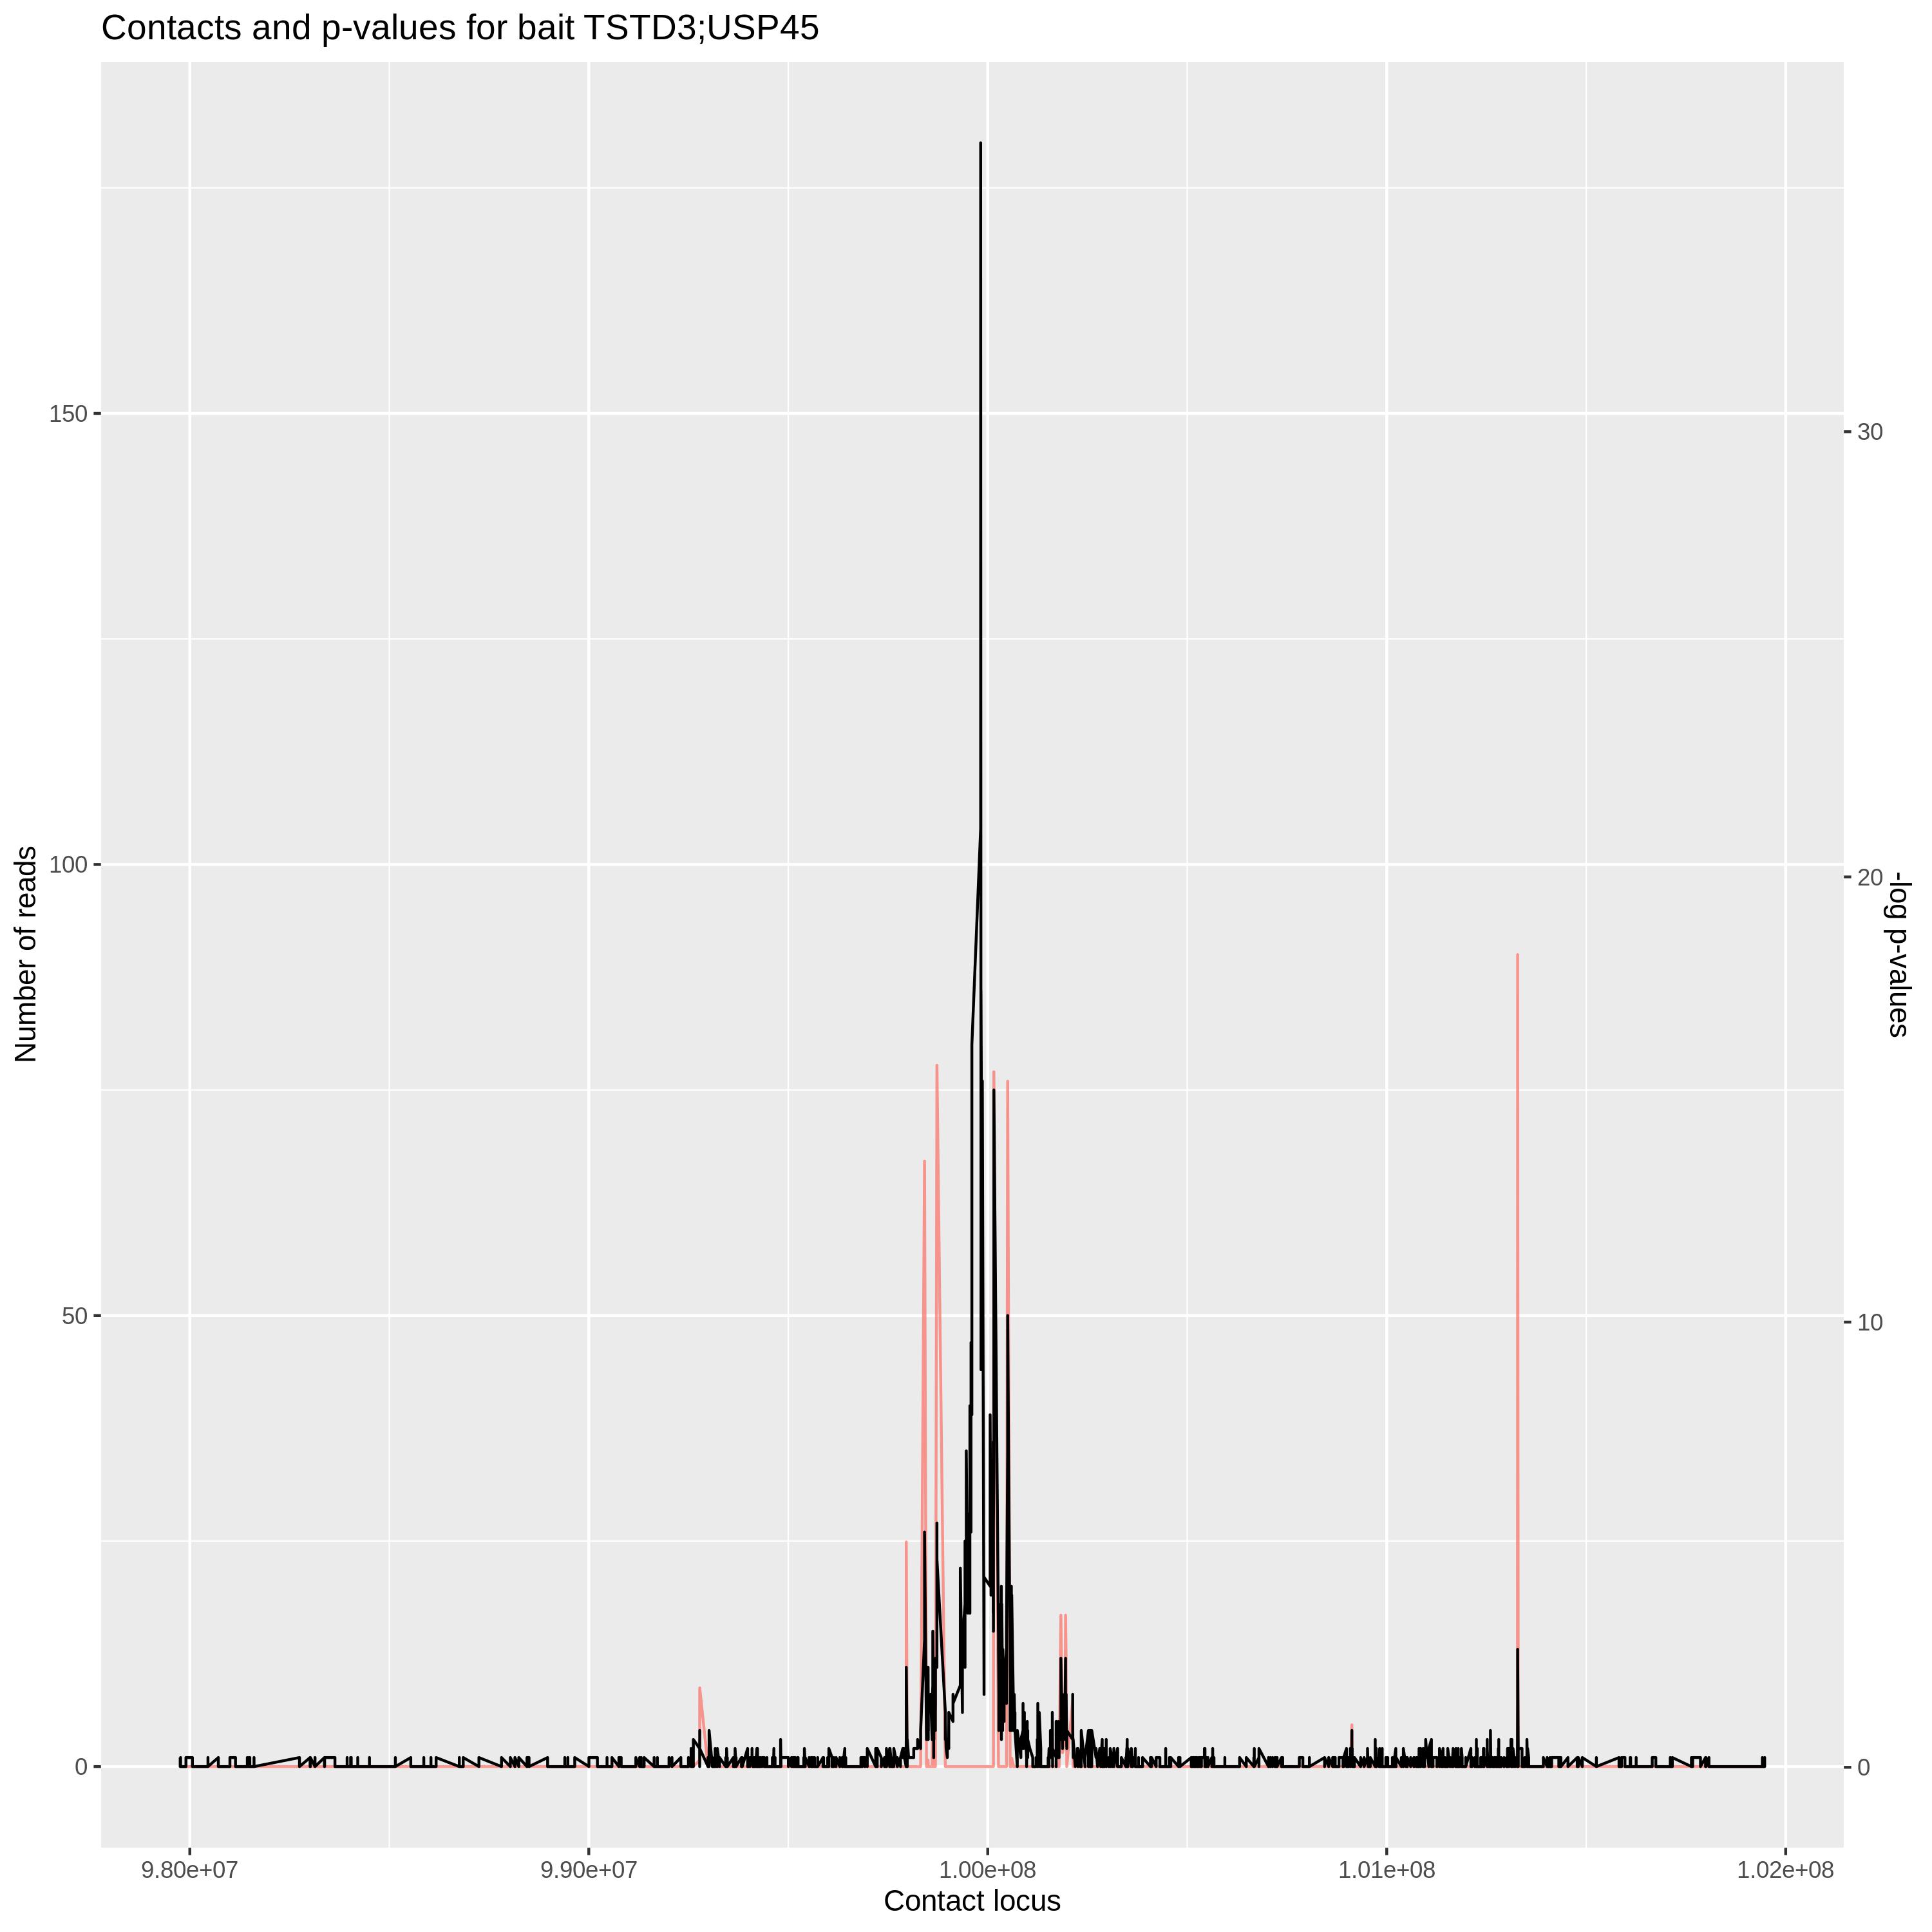 Contacts and p-values for bait TSTD3;USP45
150
100
50
0
Number of reads
30
20
10
0
-log p-values
9.80e+07
9.90e+07
1.00e+08
1.01e+08
1.02e+08
Contact locus